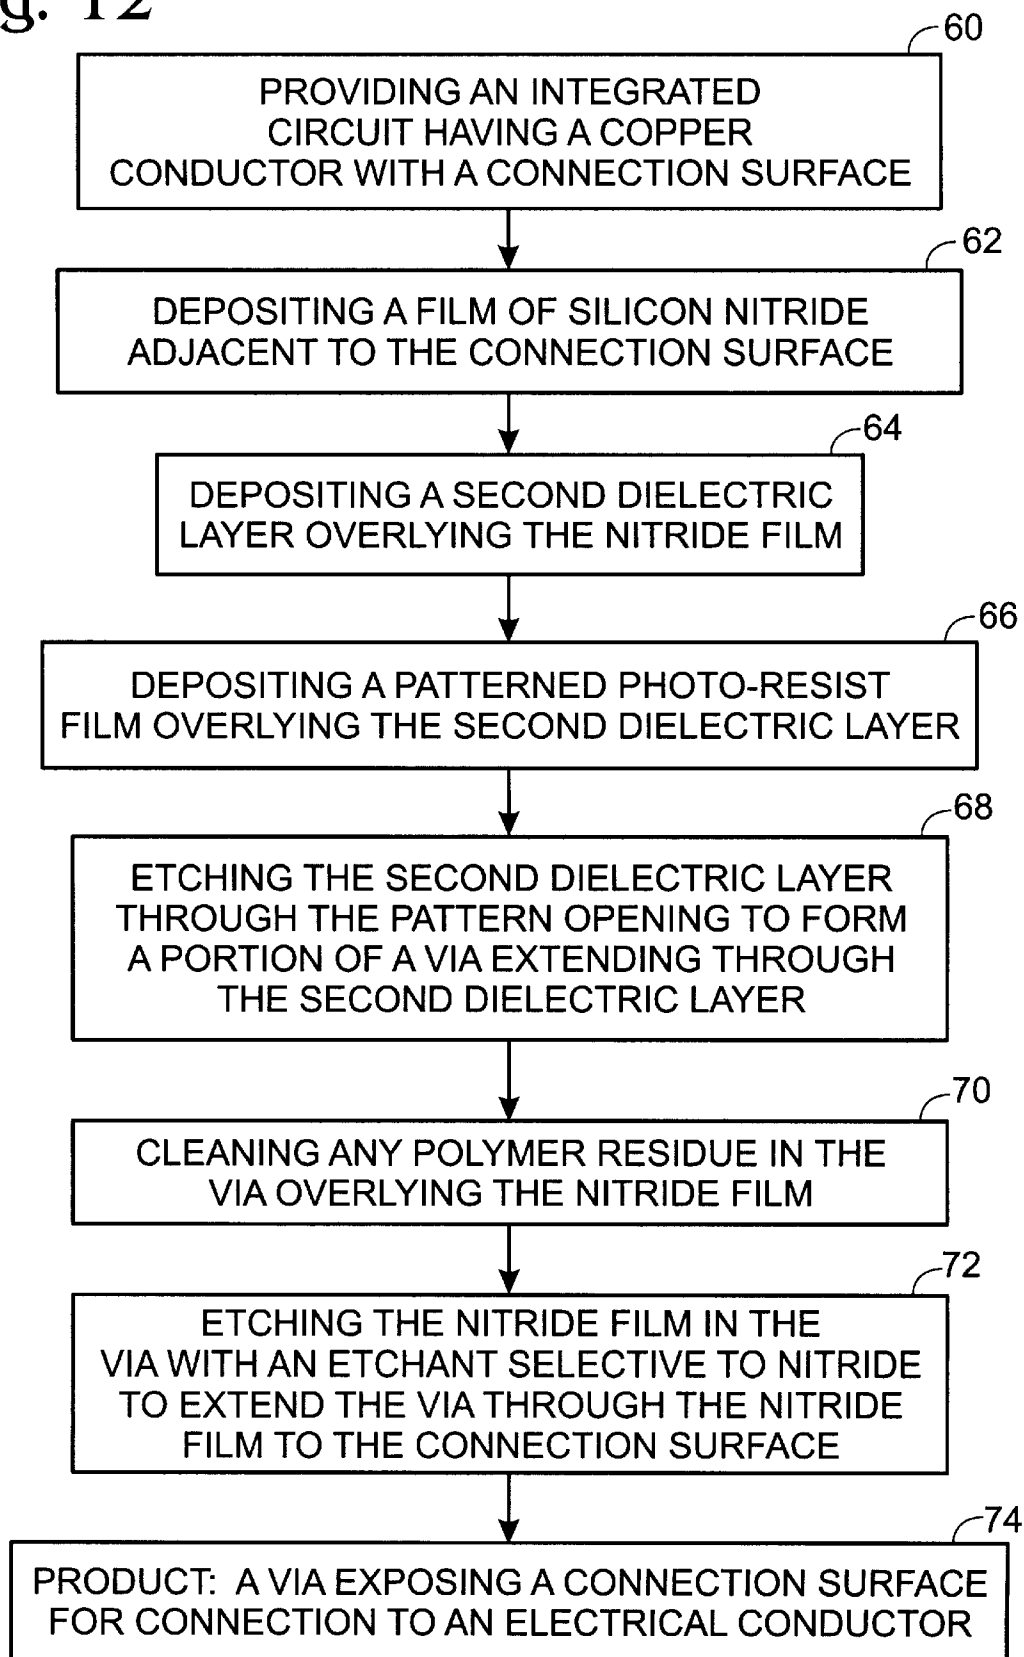 g. 12
60
PROVIDING AN INTEGRATED
CIRCUIT HAVING A COPPER
CONDUCTOR WITH A CONNECTION SURFACE
62
DEPOSITING A FILM OF SILICON NITRIDE
ADJACENT TO THE CONNECTION SURFACE
64
DEPOSITING A SECOND DIELECTRIC
LAYER OVERLYING THE NITRIDE FILM
66
DEPOSITING A PATTERNED PHOTO-RESIST
FILM OVERLYING THE SECOND DIELECTRIC LAYER
68
ETCHING THE SECOND DIELECTRIC LAYER
THROUGH THE PATTERN OPENING TO FORM
A PORTION OF A VIA EXTENDING THROUGH
THE SECOND DIELECTRIC LAYER
70
CLEANING ANY POLYMER RESIDUE IN THE
VIA OVERLYING THE NITRIDE FILM
72
ETCHING THE NITRIDE FILM IN THE
VIA WITH AN ETCHANT SELECTIVE TO NITRIDE
TO EXTEND THE VIA THROUGH THE NITRIDE
FILM TO THE CONNECTION SURFACE
74
PRODUCT: A VIA EXPOSING A CONNECTION SURFACE
FOR CONNECTION TO AN ELECTRICAL CONDUCTOR